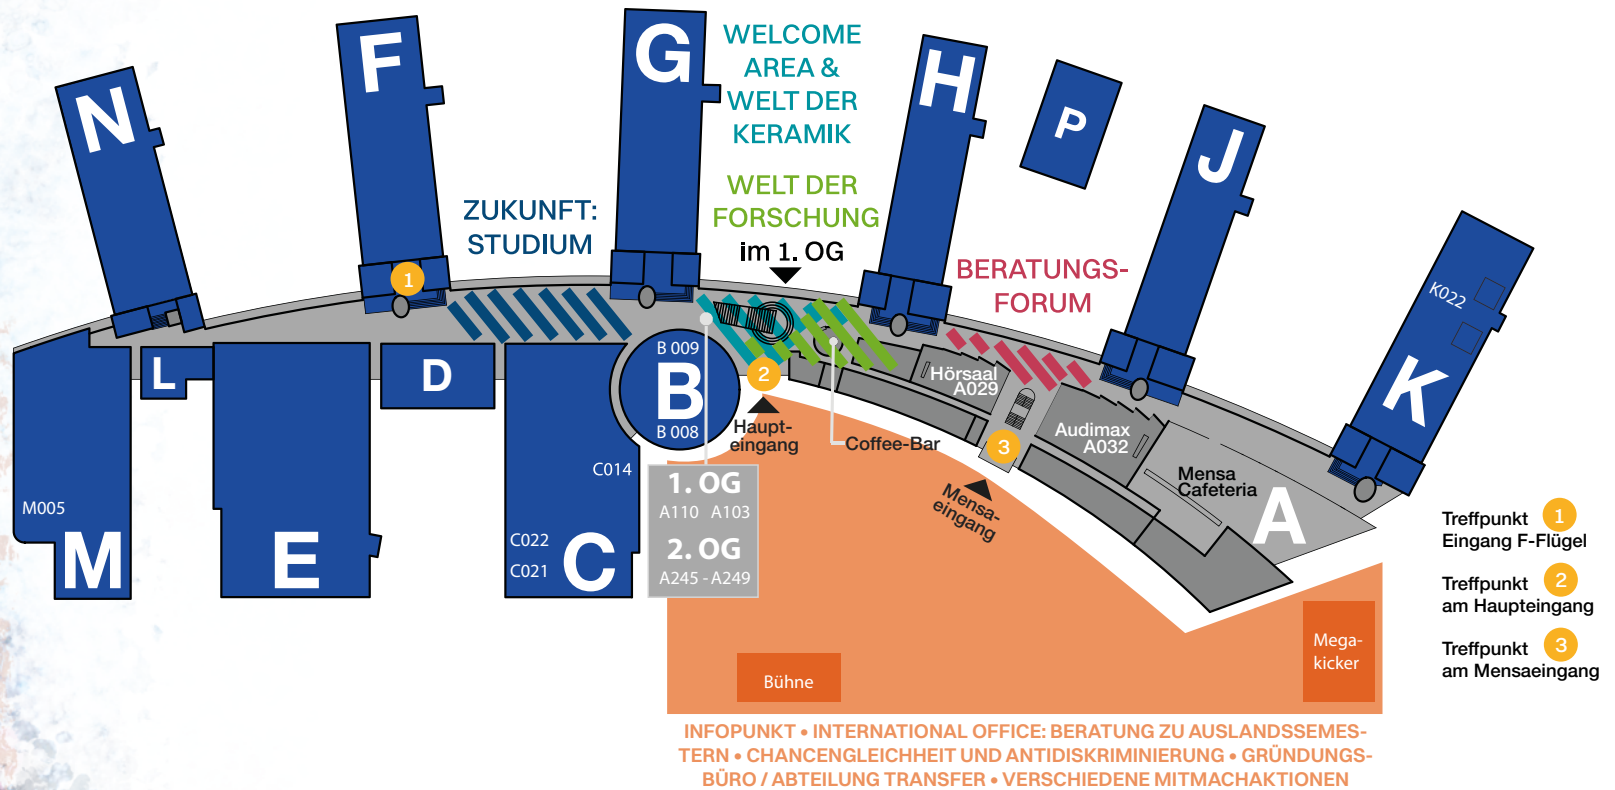 N
F
G
H
P
J
K022
K
WELCOME
AREA &
WELT DER
KERAMIK
WELT DER
FORSCHUNG
im 1. OG
ZUKUNFT:
STUDIUM
BERATUNGS-
FORUM
1
L
D
B 009
B
B 008
2
Haupt-
eingang
Coffee-Bar
Hörsaal
A029
3
Mensa-
eingang
Audimax
A032
Mensa
Cafeteria
A
M005
M
E
C014
C022
C021
C
1. OG
A110 A103
2. OG
A245 - A249
Treffpunkt 1
Eingang F-Flügel
Treffpunkt 2
am Haupteingang
Treffpunkt 3
am Mensaeingang
Bühne
Mega-
kicker
INFOPUNKT • INTERNATIONAL OFFICE: BERATUNG ZU AUSLANDSSEMES-
TERN • CHANCENGLEICHHEIT UND ANTIDISKRIMINIERUNG • GRÜNDUNGS-
BÜRO / ABTEILUNG TRANSFER • VERSCHIEDENE MITMACHAKTIONEN